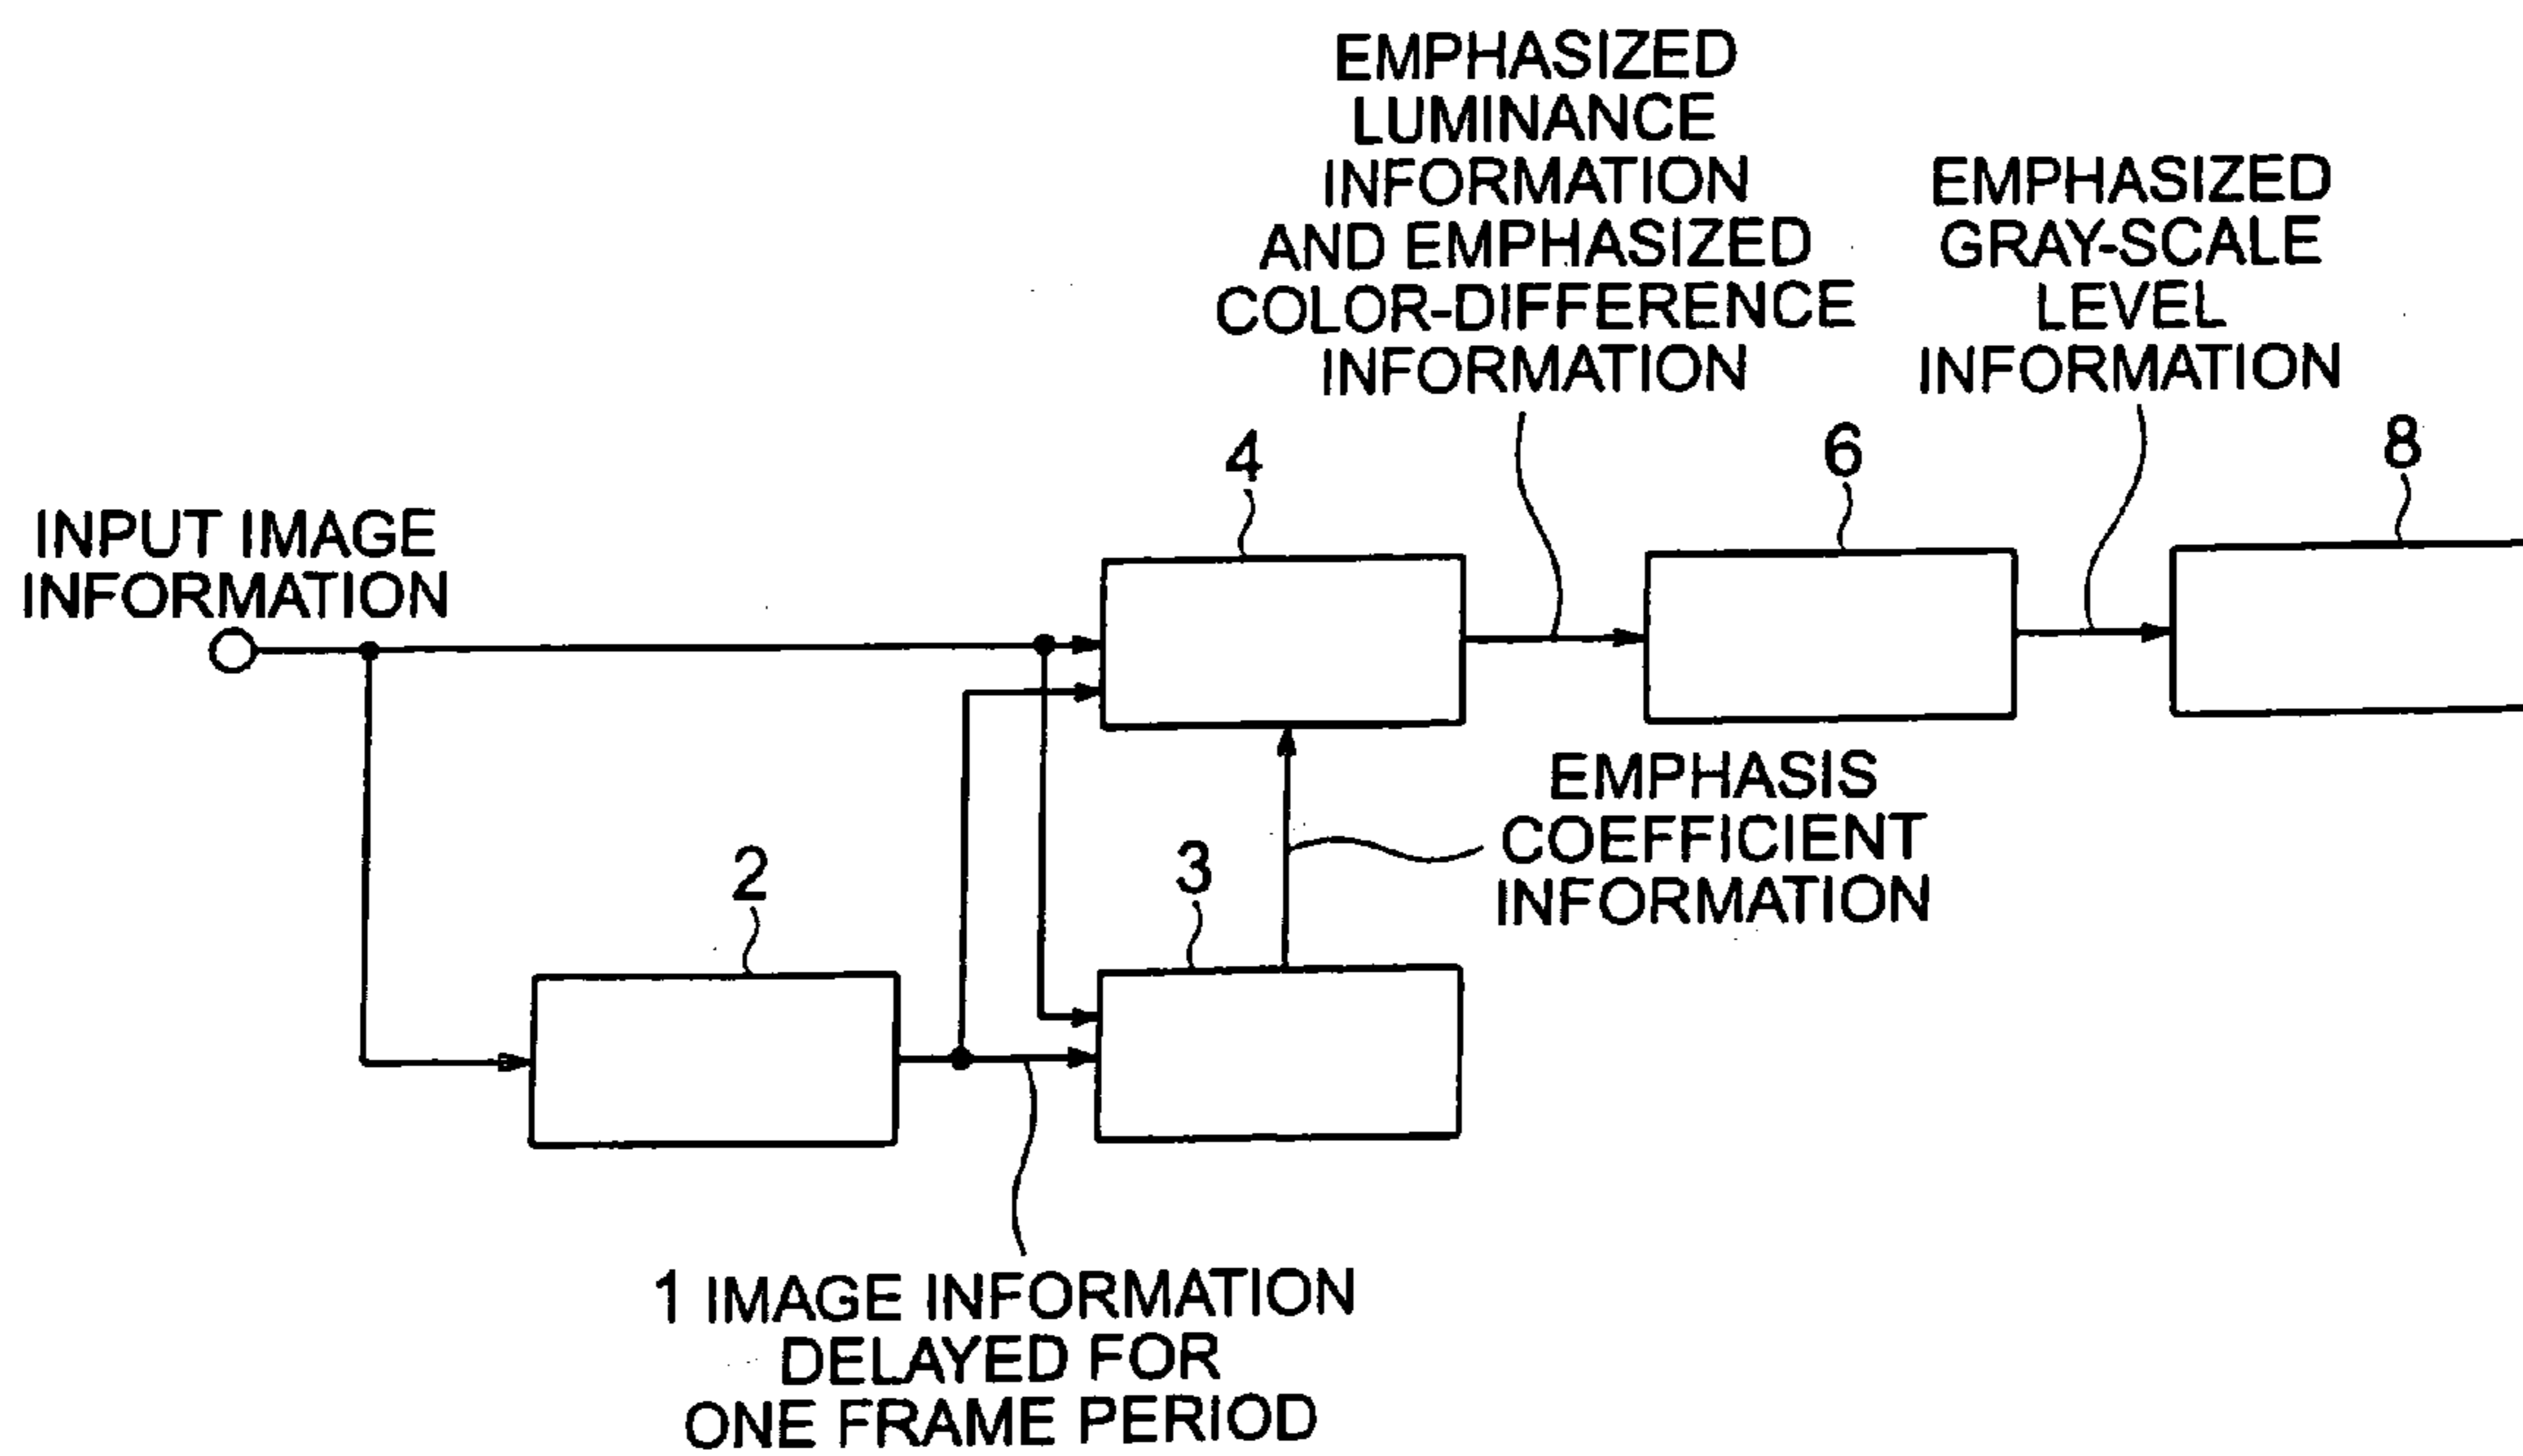 EMPHASIZED
LUMINANCE
INFORMATION
AND EMPHASIZED
COLOR-DIFFERENCE
INFORMATION
EMPHASIZED
GRAY-SCALE
LEVEL
INFORMATION
4
6
8
INPUT IMAGE
INFORMATION
EMPHASIS
COEFFICIENT
INFORMATION
2
3
1 IMAGE INFORMATION
DELAYED FOR
ONE FRAME PERIOD